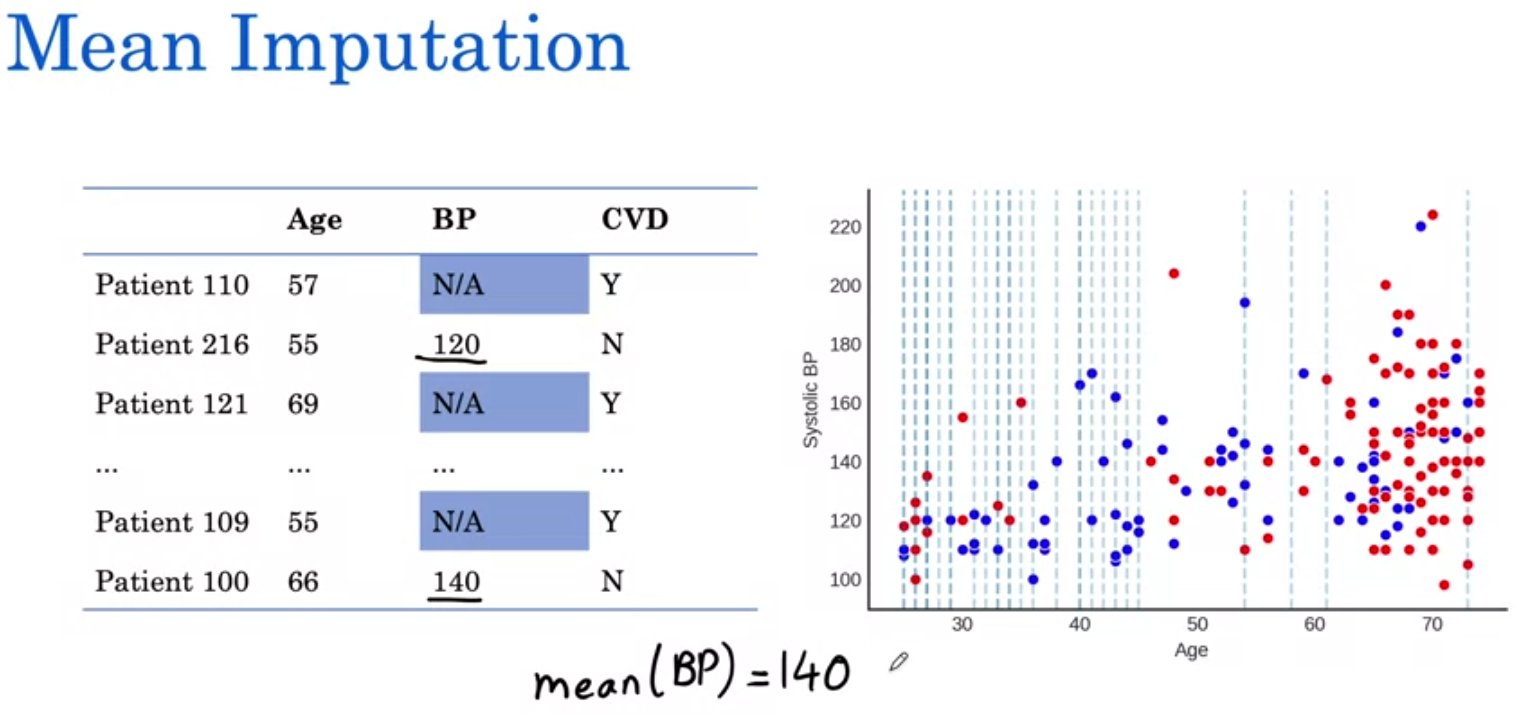 Mean Imputation
Age BP CVD
Patient 110 57 N/A Y
Patient 216 55 120 N
Patient 121 69 N/A Y
... ... ... ...
Patient 109 55 N/A Y
Patient 100 66 140 N
Systolic BP
220
200
180
160
140
120
100
30 40 50 60 70
Age
mean(BP) = 140